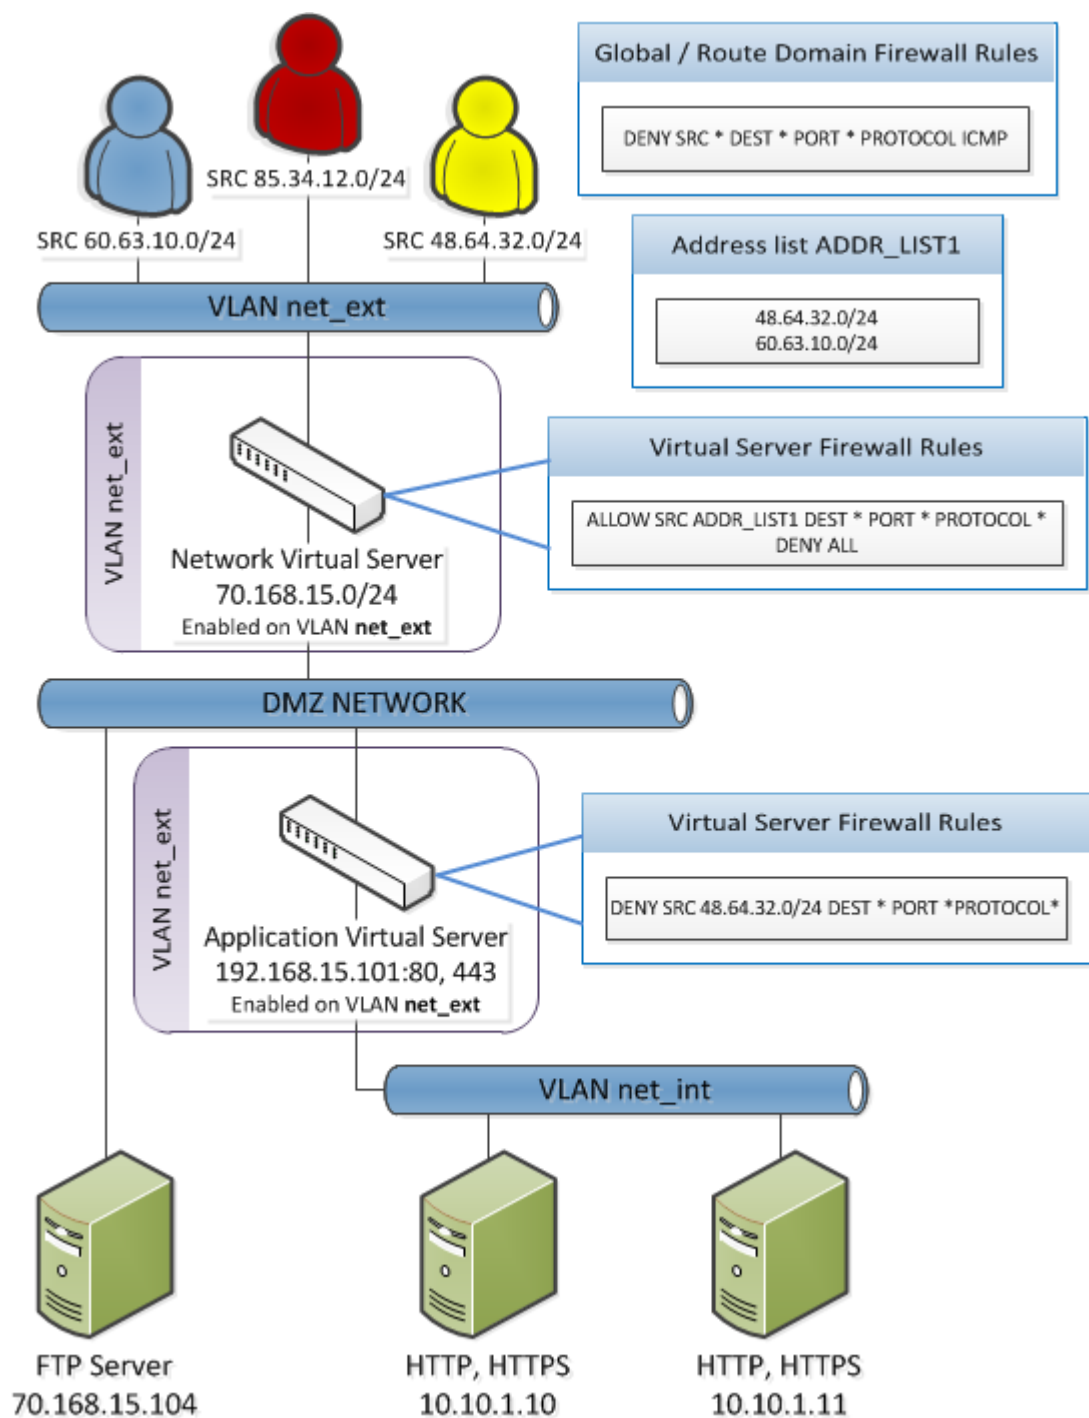 Global / Route Domain Firewall Rules
DENY SRC * DEST * PORT * PROTOCOL ICMP
SRC 85.34.12.0/24
SRC 60.63.10.0/24
SRC 48.64.32.0/24
Address list ADDR_LIST1
48.64.32.0/24
60.63.10.0/24
VLAN net_ext
VLAN net_ext
Network Virtual Server
70.168.15.0/24
Enabled on VLAN net_ext
Virtual Server Firewall Rules
ALLOW SRC ADDR_LIST1 DEST * PORT * PROTOCOL *
DENY ALL
DMZ NETWORK
VLAN net_ext
Application Virtual Server
192.168.15.101:80, 443
Enabled on VLAN net_ext
Virtual Server Firewall Rules
DENY SRC 48.64.32.0/24 DEST * PORT *PROTOCOL*
VLAN net_int
FTP Server
70.168.15.104
HTTP, HTTPS
10.10.1.10
HTTP, HTTPS
10.10.1.11